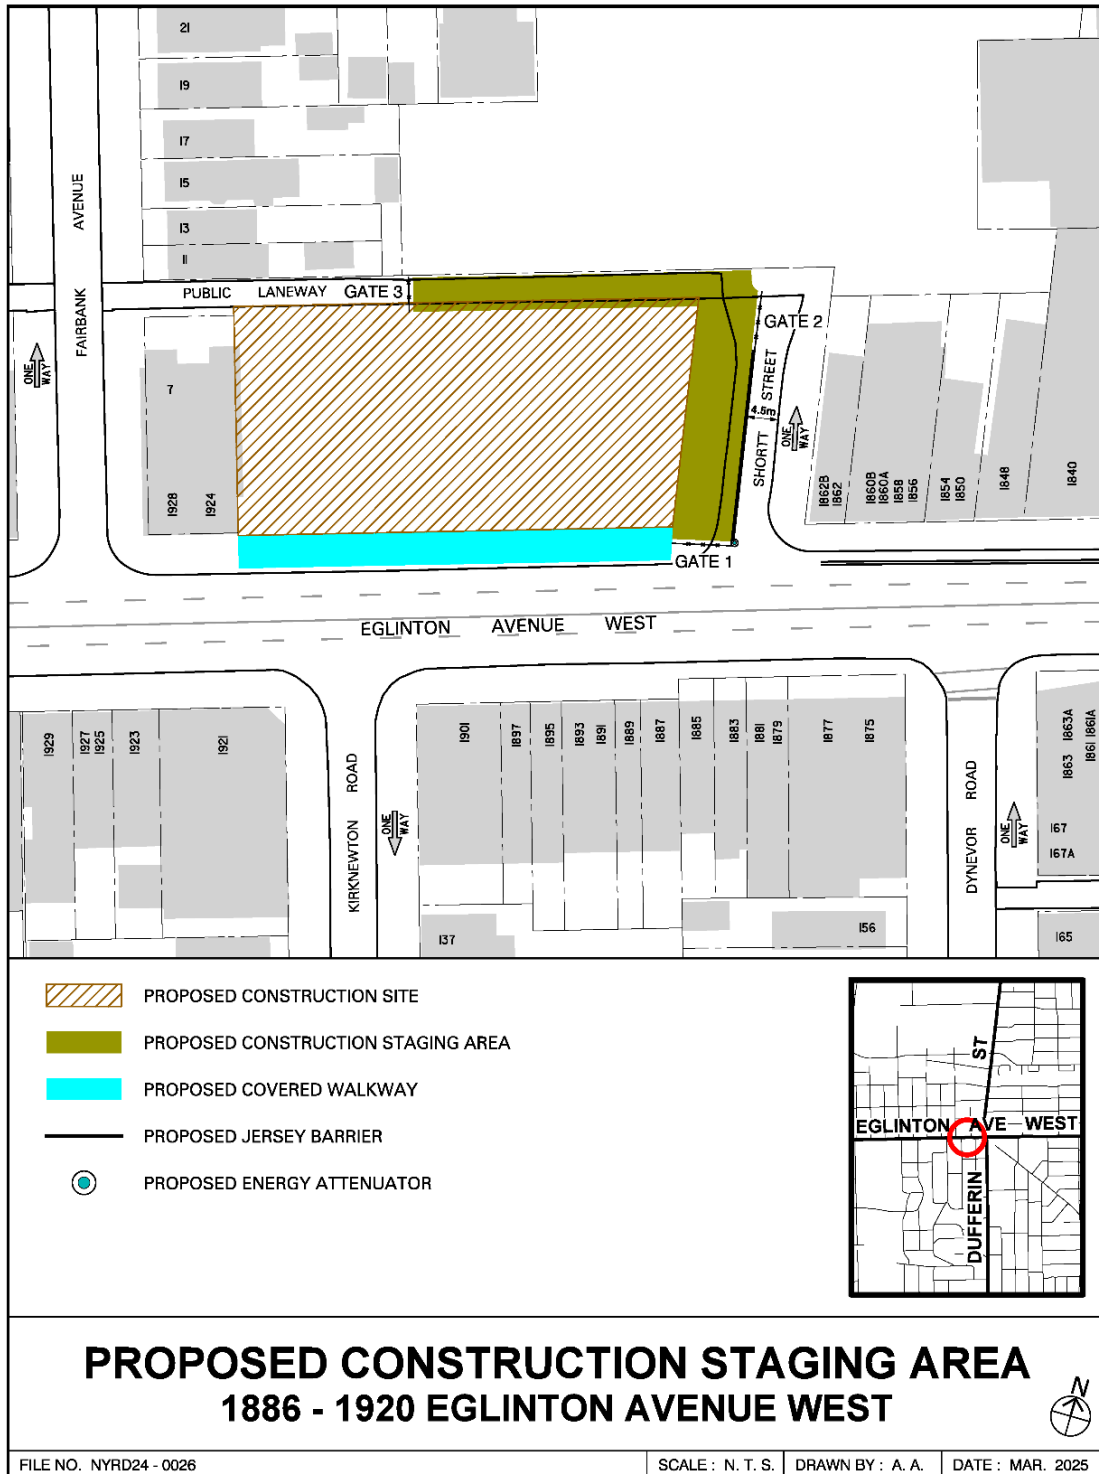 21
19
17
15
13
11
FAIRBANK AVENUE
PUBLIC LANEWAY
GATE 3
GATE 2
SHORTT STREET
4.5m
ONE WAY
ONE WAY
7
1928
1924
1862B
1862
1860B
1860A
1858
1856
1854
1850
1848
1840
GATE 1
EGLINTON AVENUE WEST
1929
1927
1925
1923
1921
KIRKNEWTON ROAD
ONE WAY
1901
1897
1895
1893
1891
1889
1887
1885
1883
1881
1879
1877
1875
DYNEVOR ROAD
ONE WAY
1863
1863A
1861
1861A
167
167A
137
156
165
PROPOSED CONSTRUCTION SITE
PROPOSED CONSTRUCTION STAGING AREA
PROPOSED COVERED WALKWAY
PROPOSED JERSEY BARRIER
PROPOSED ENERGY ATTENUATOR
ST
EGLINTON AVE WEST
DUFFERIN
PROPOSED CONSTRUCTION STAGING AREA
1886 - 1920 EGLINTON AVENUE WEST
N
FILE NO. NYRD24 - 0026
SCALE : N. T. S.
DRAWN BY : A. A.
DATE : MAR. 2025